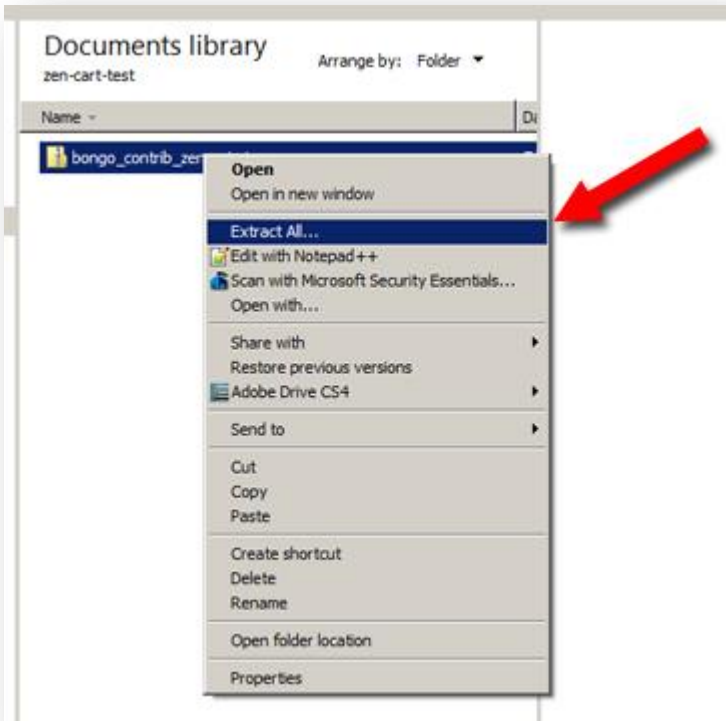 Documents library
zen-cart-test
Arrange by: Folder
Name
bongo_contrib_zen
Open
Open in new window
Extract All...
Edit with Notepad++
Scan with Microsoft Security Essentials...
Open with...
Share with
Restore previous versions
Adobe Drive CS4
Send to
Cut
Copy
Paste
Create shortcut
Delete
Rename
Open folder location
Properties